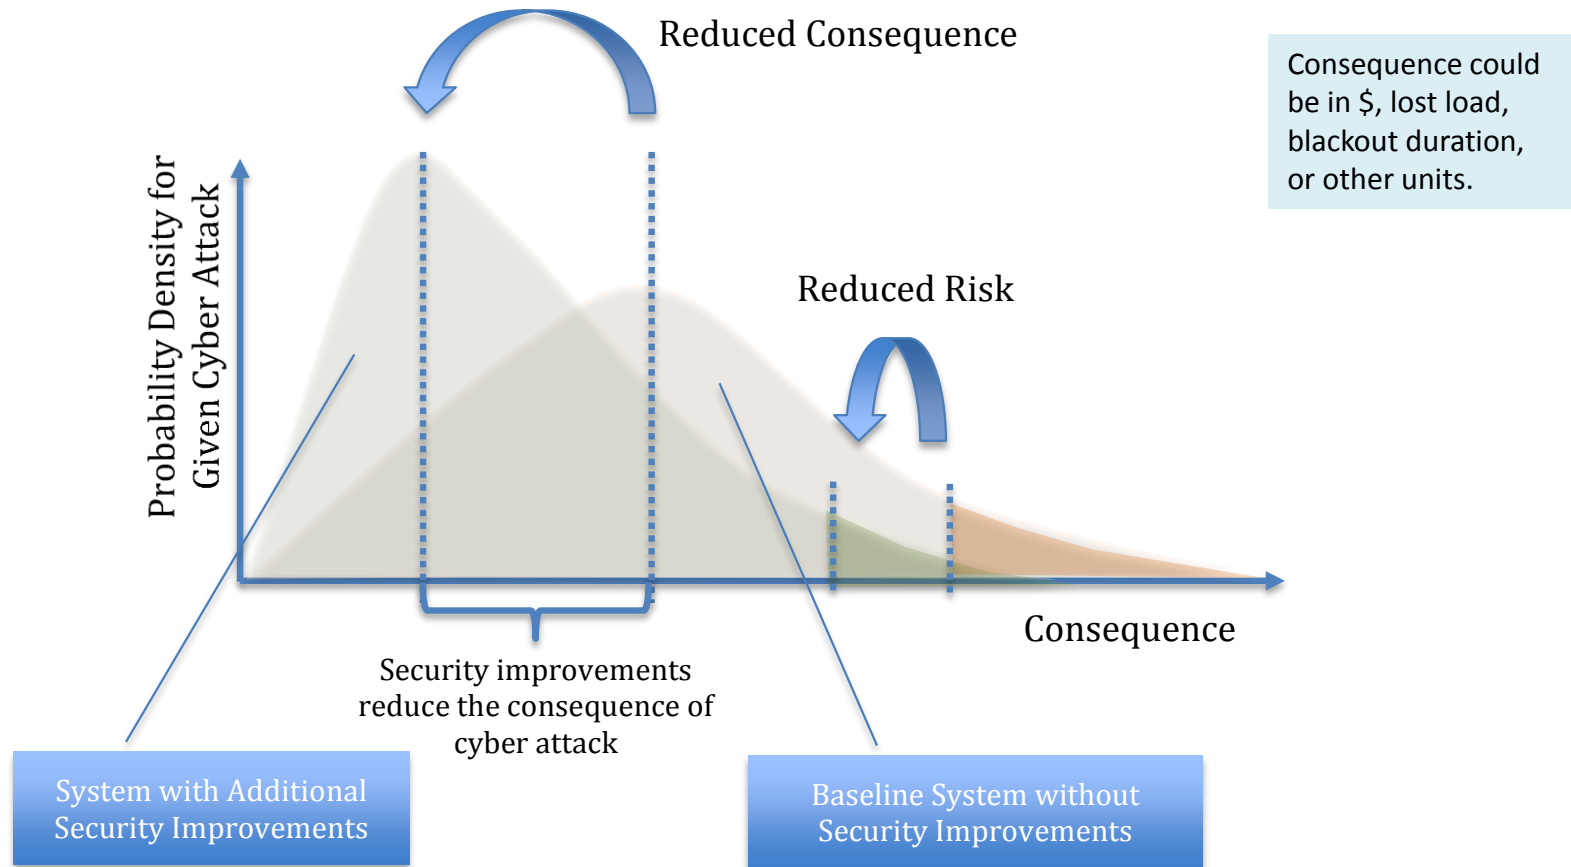 Reduced Consequence
Consequence could
be in $, lost load,
blackout duration,
or other units.
Probability Density for
Given Cyber Attack
Reduced Risk
Consequence
Security improvements
reduce the consequence of
cyber attack
System with Additional
Security Improvements
Baseline System without
Security Improvements